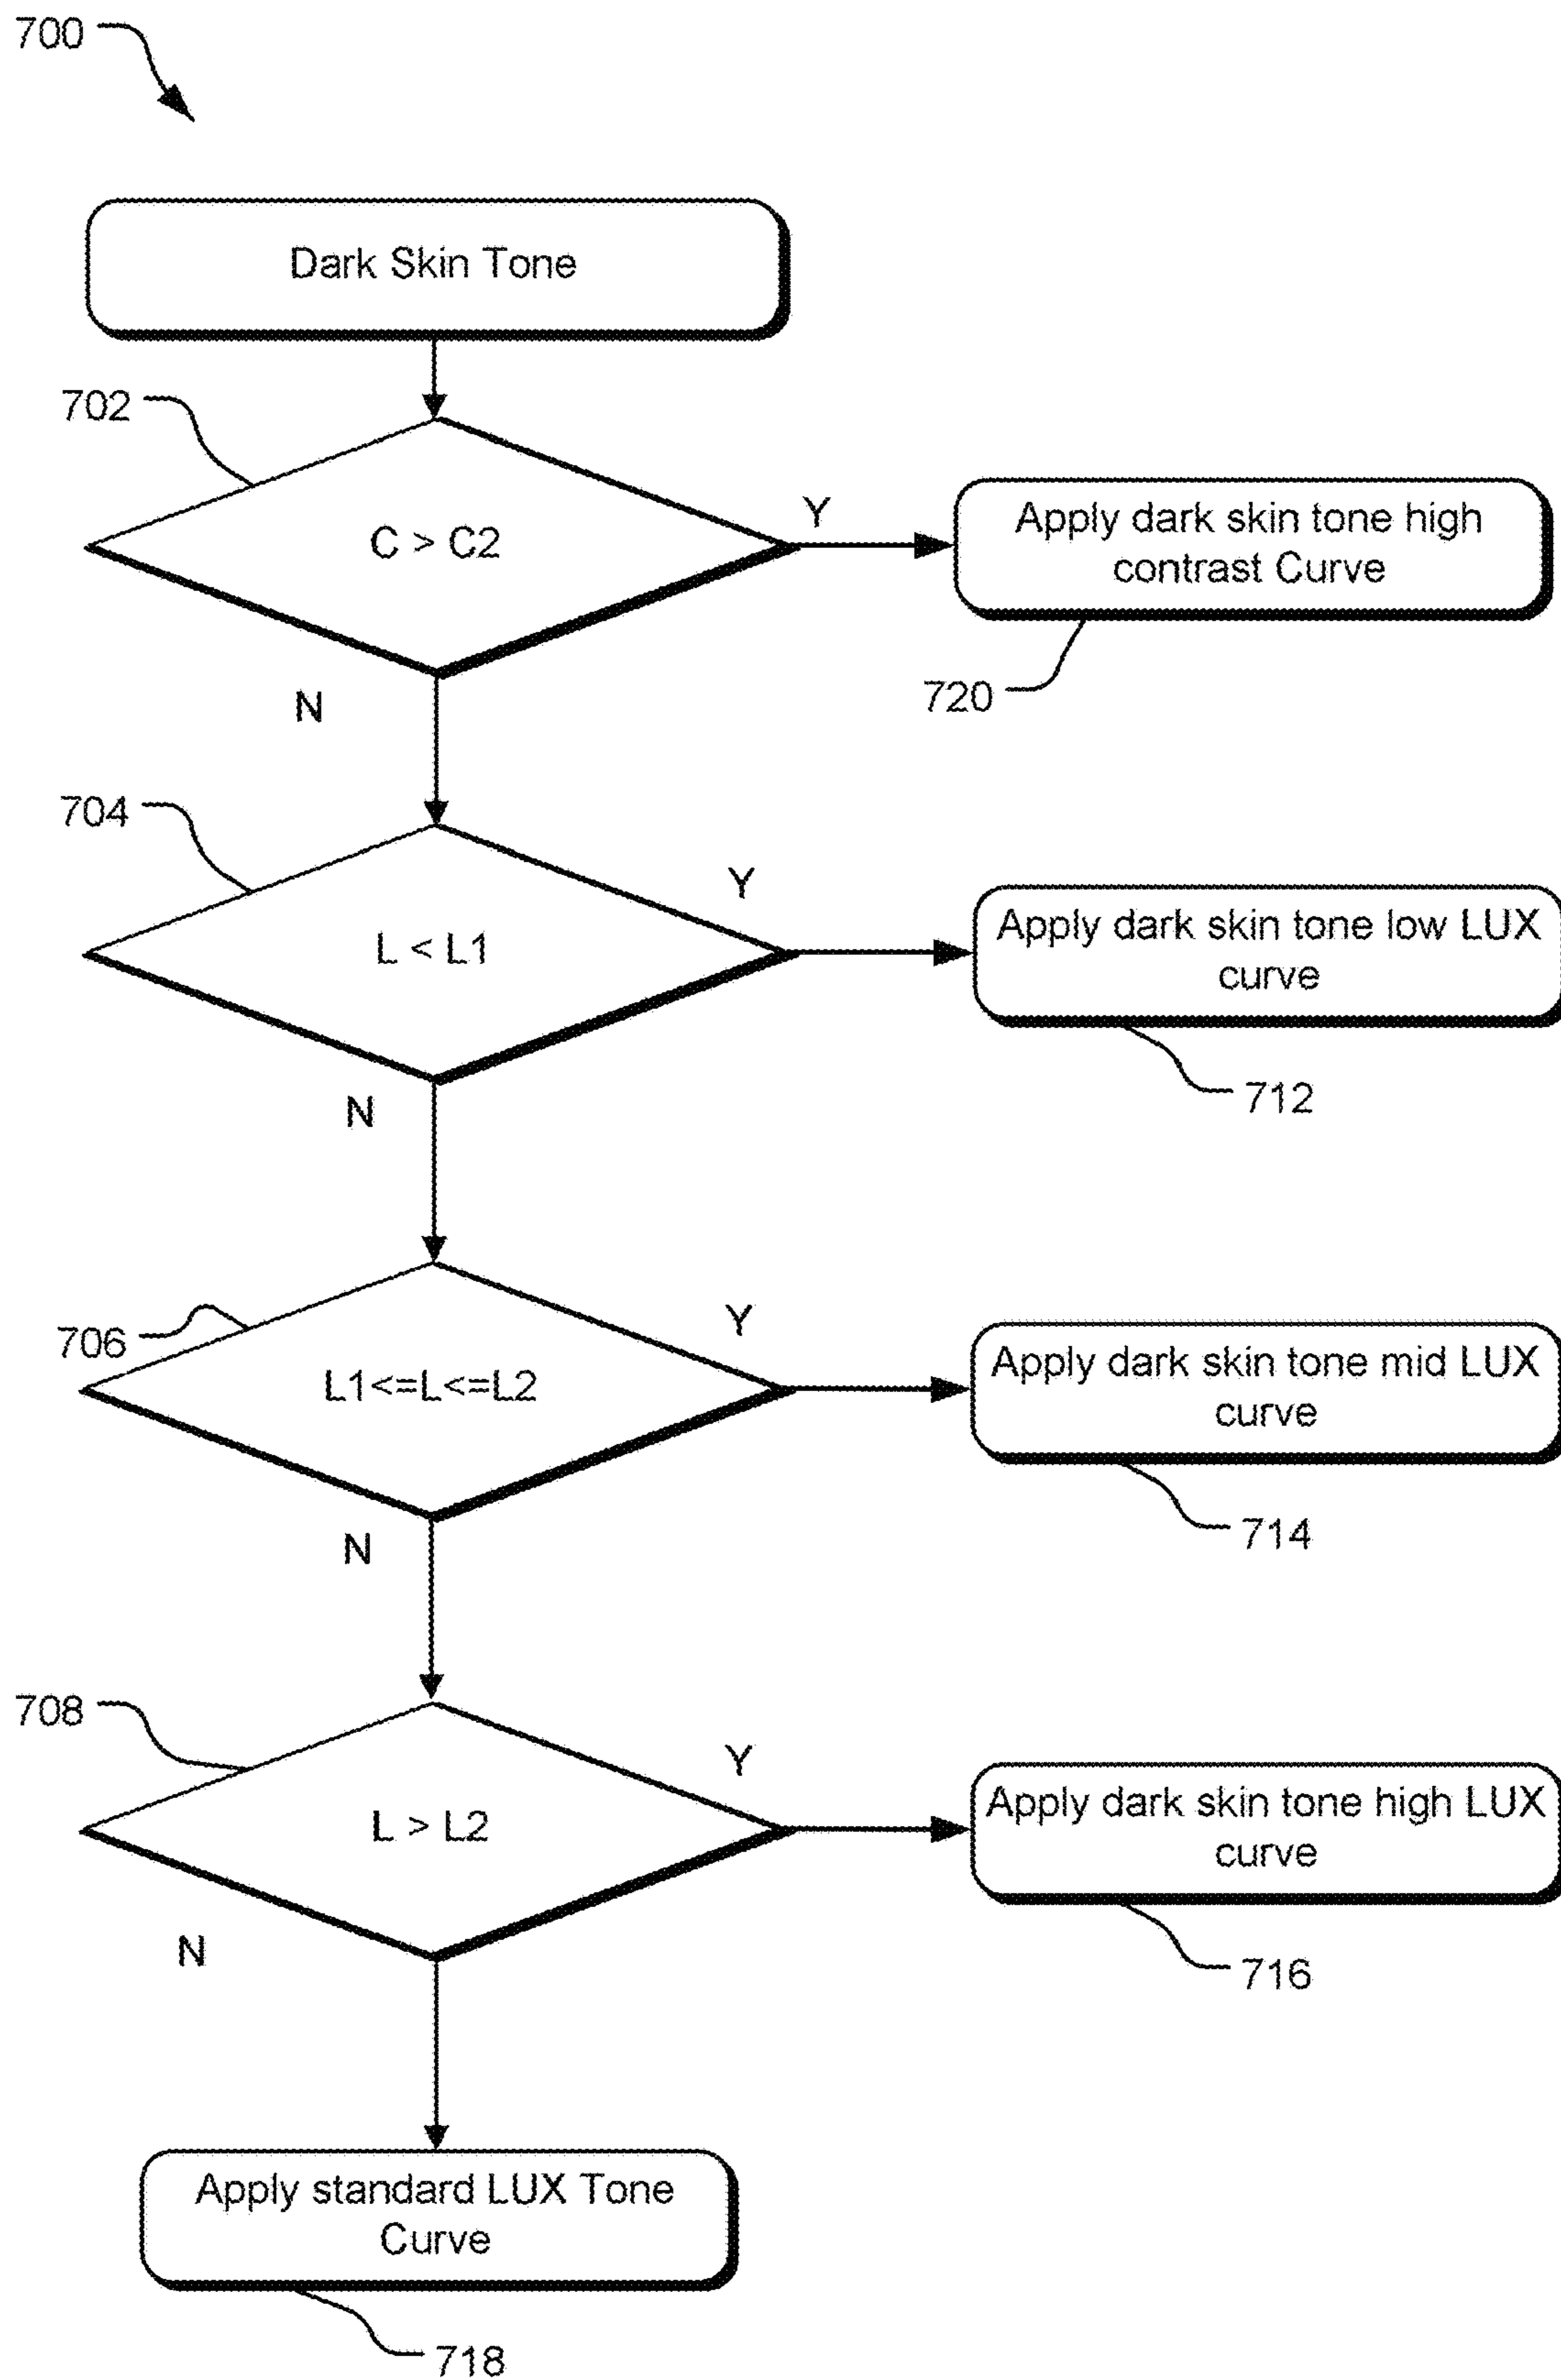 700
Dark Skin Tone
702
C > C2
Y
Apply dark skin tone high
contrast Curve
720
N
704
L < L1
Y
Apply dark skin tone low LUX
curve
712
N
706
L1<=L<=L2
Y
Apply dark skin tone mid LUX
curve
714
N
708
L > L2
Y
Apply dark skin tone high LUX
curve
716
N
Apply standard LUX Tone
Curve
718